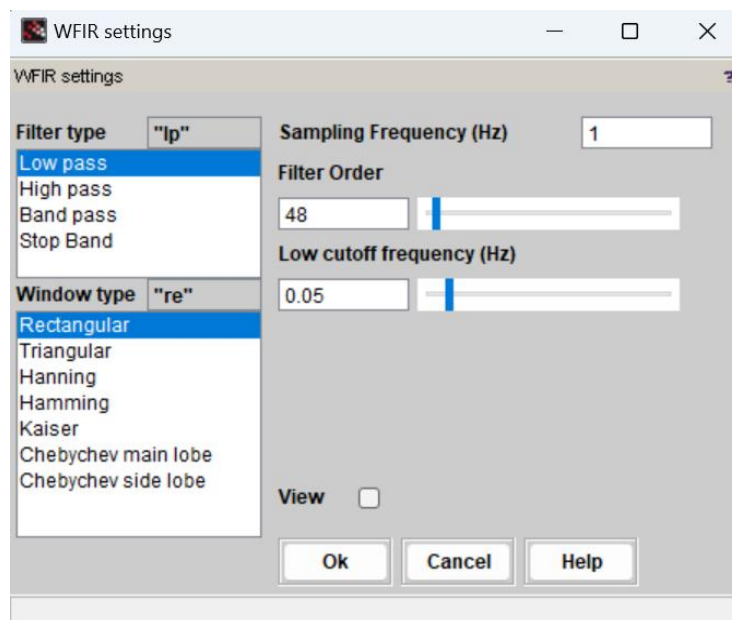 WFIR settings
WFIR settings
Filter type "lp"
Low pass
High pass
Band pass
Stop Band
Window type "re"
Rectangular
Triangular
Hanning
Hamming
Kaiser
Chebychev main lobe
Chebychev side lobe
Sampling Frequency (Hz) 1
Filter Order
48
Low cutoff frequency (Hz)
0.05
View
Ok Cancel Help